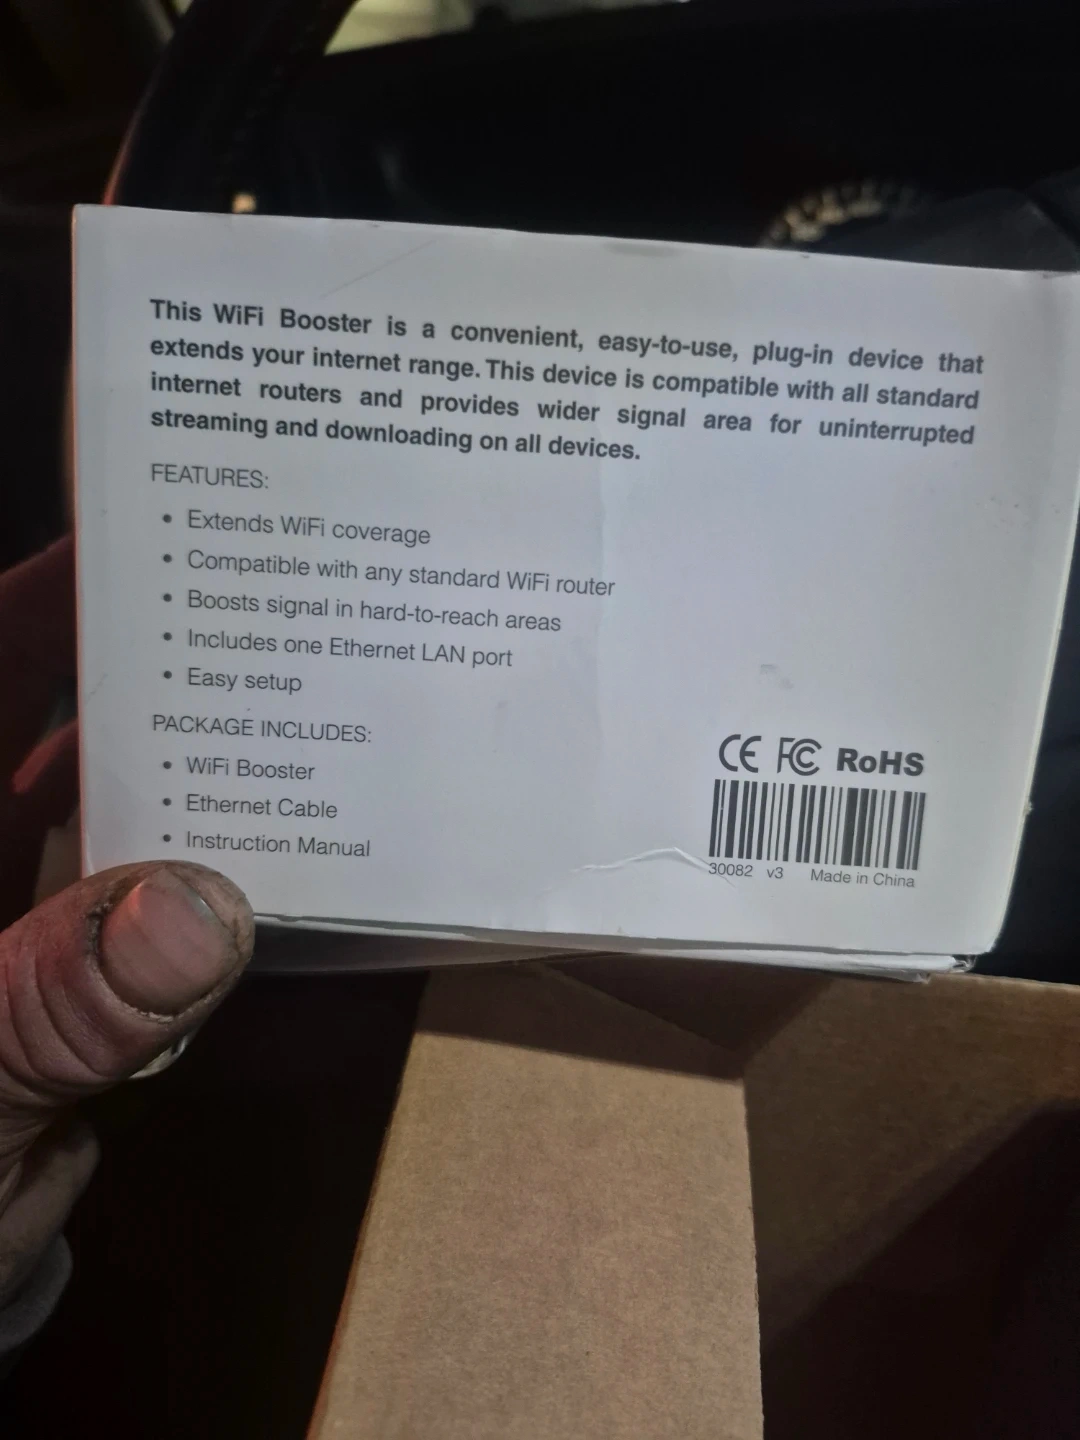 This WiFi Booster is a convenient, easy-to-use, plug-in device that
extends your internet range. This device is compatible with all standard
internet routers and provides wider signal area for uninterrupted
streaming and downloading on all devices.
FEATURES:
• Extends WiFi coverage
• Compatible with any standard WiFi router
• Boosts signal in hard-to-reach areas
• Includes one Ethernet LAN port
• Easy setup
PACKAGE INCLUDES:
• WiFi Booster
• Ethernet Cable
• Instruction Manual
CE FC RoHS
30082 v3 Made in China